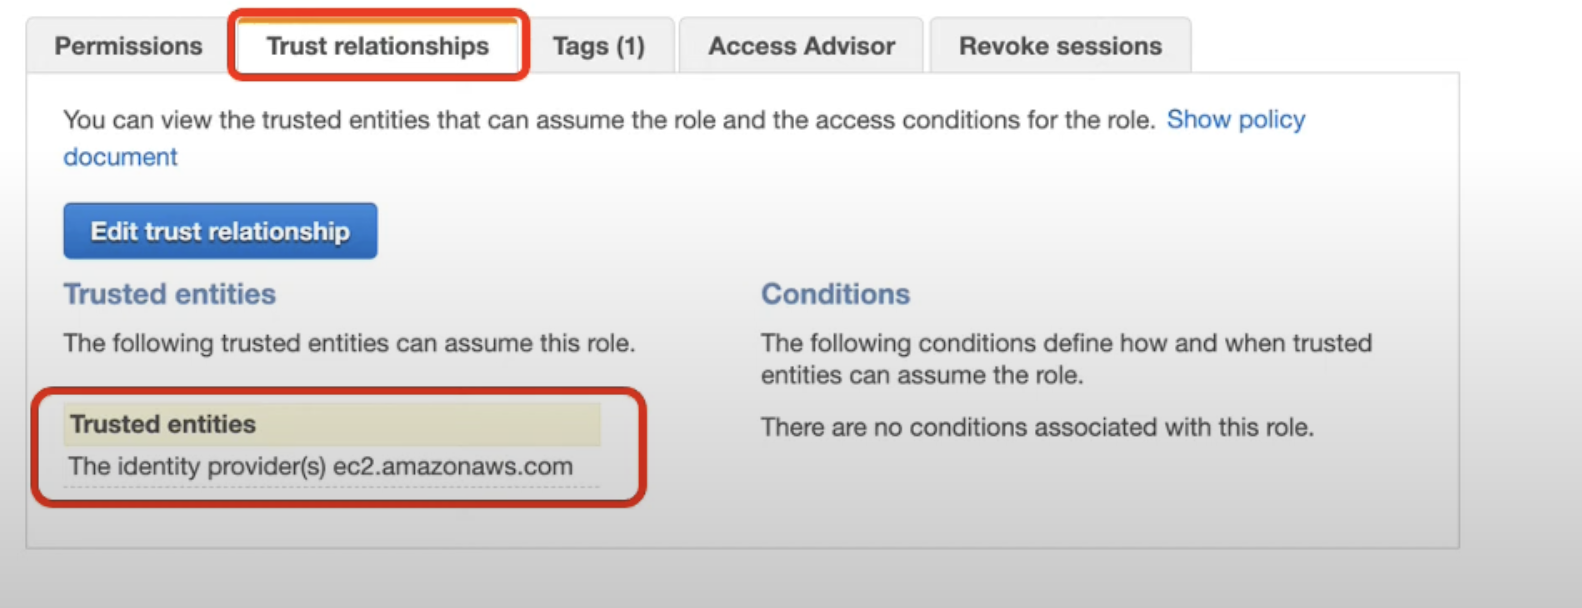 Permissions
Trust relationships
Tags (1)
Access Advisor
Revoke sessions
You can view the trusted entities that can assume the role and the access conditions for the role. Show policy
document
Edit trust relationship
Trusted entities
The following trusted entities can assume this role.
Trusted entities
The identity provider(s) ec2.amazonaws.com
Conditions
The following conditions define how and when trusted
entities can assume the role.
There are no conditions associated with this role.